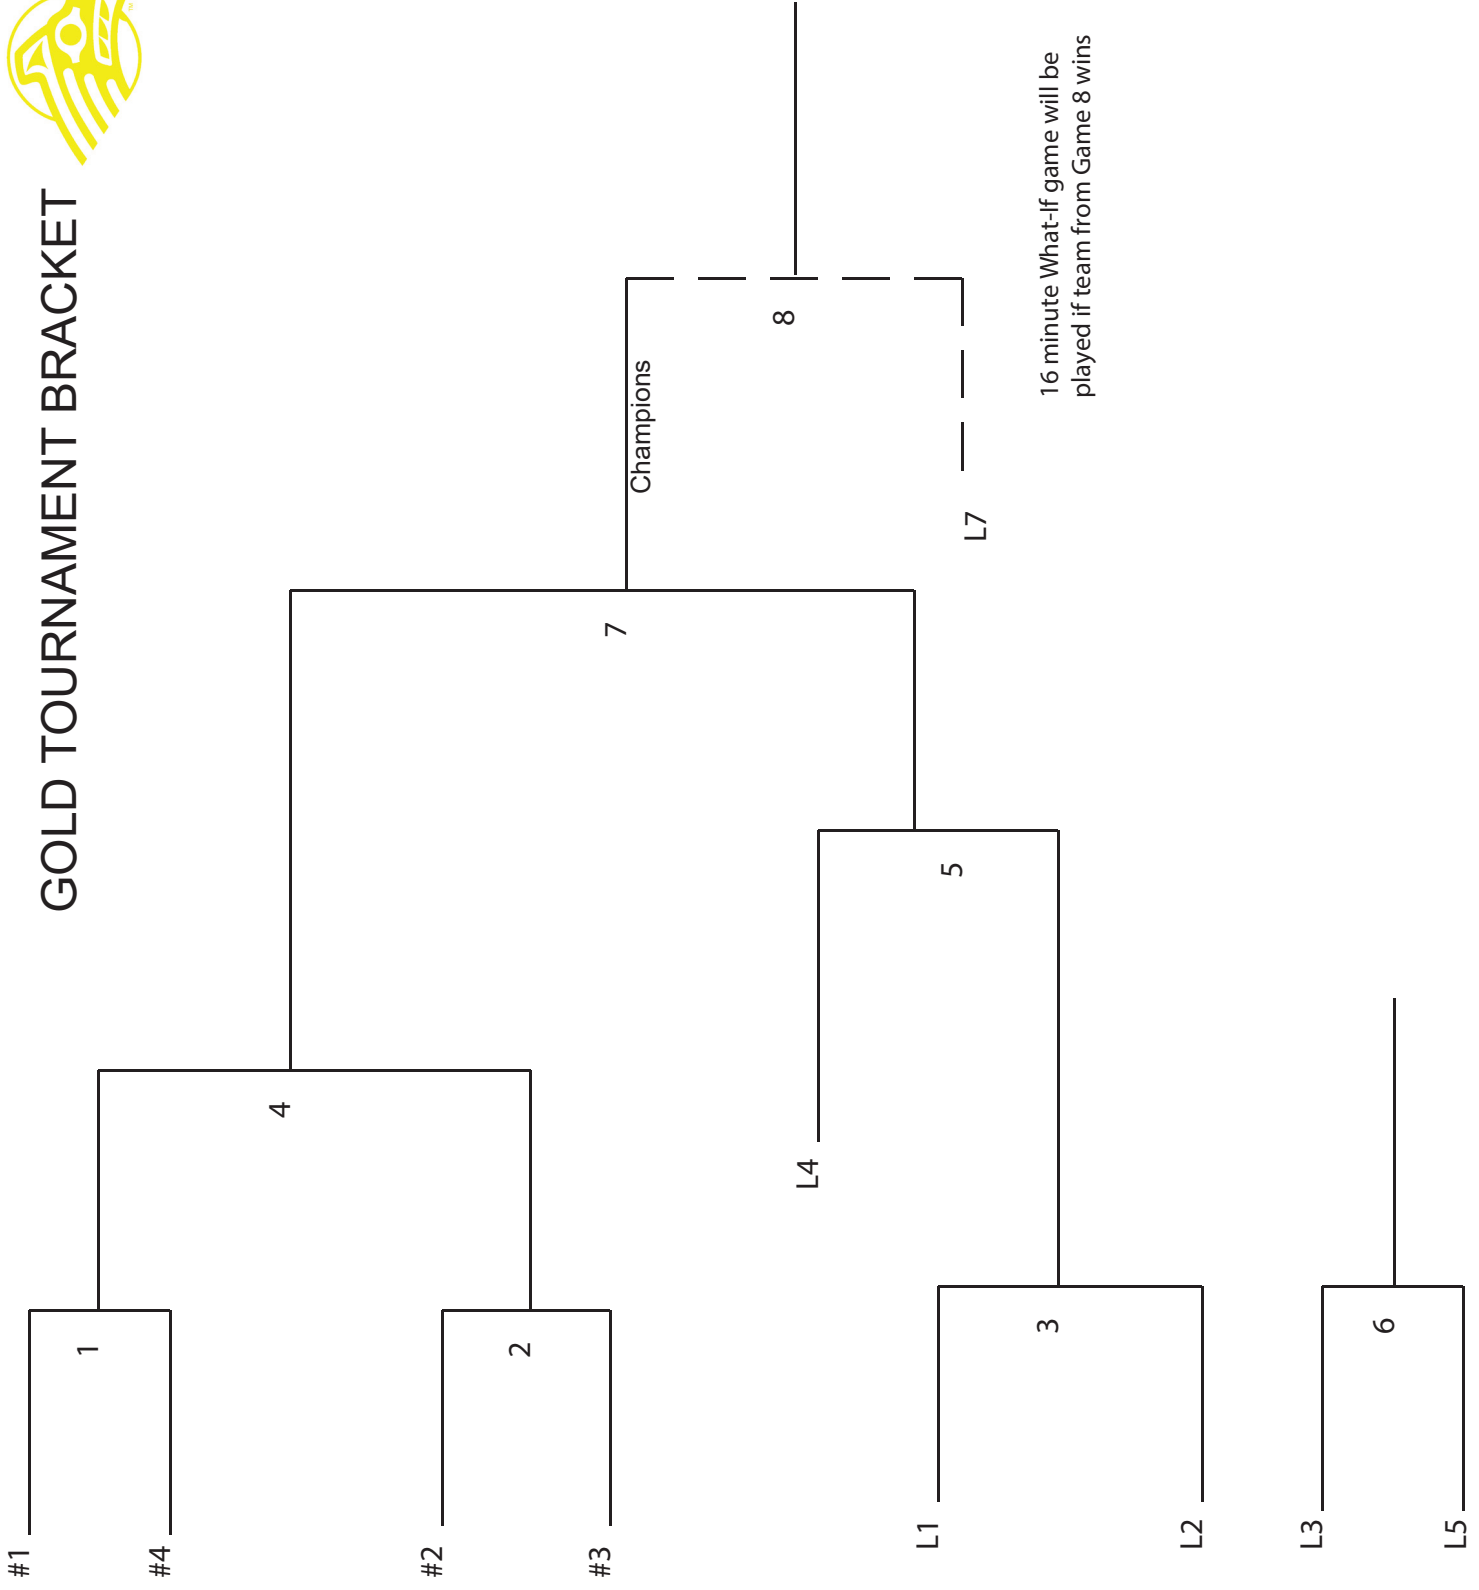 GOLD TOURNAMENT BRACKET
#1
1
#4
4
#2
2
#3
7
Champions
8
L7
L4
5
L1
3
L2
16 minute What-If game will be
played if team from Game 8 wins
L3
6
L5